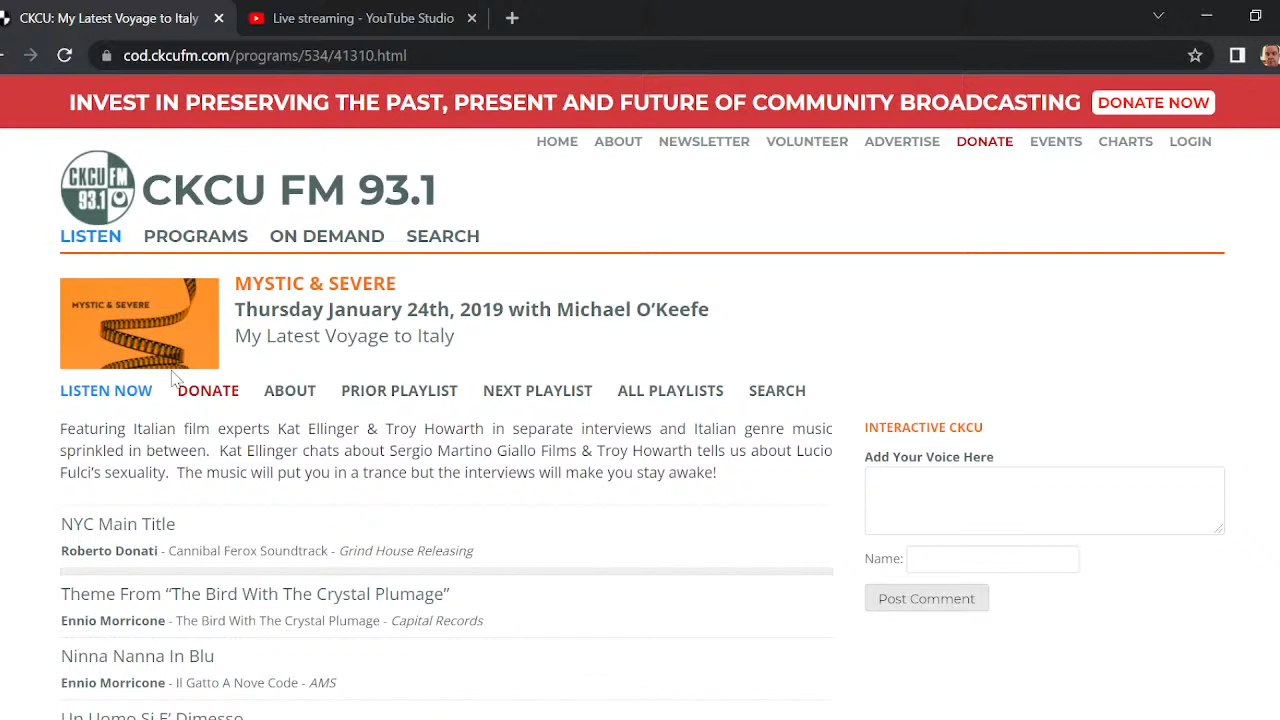 CKCU: My Latest Voyage to Italy
Live streaming - YouTube Studio
cod.ckcufm.com/programs/534/41310.html
INVEST IN PRESERVING THE PAST, PRESENT AND FUTURE OF COMMUNITY BROADCASTING DONATE NOW
HOME ABOUT NEWSLETTER VOLUNTEER ADVERTISE DONATE EVENTS CHARTS LOGIN
CKCU FM
93.1
CKCU FM 93.1
LISTEN PROGRAMS ON DEMAND SEARCH
MYSTIC & SEVERE
MYSTIC & SEVERE
Thursday January 24th, 2019 with Michael O’Keefe
My Latest Voyage to Italy
LISTEN NOW DONATE ABOUT PRIOR PLAYLIST NEXT PLAYLIST ALL PLAYLISTS SEARCH
Featuring Italian film experts Kat Ellinger & Troy Howarth in separate interviews and Italian genre music
sprinkled in between. Kat Ellinger chats about Sergio Martino Giallo Films & Troy Howarth tells us about Lucio
Fulci’s sexuality. The music will put you in a trance but the interviews will make you stay awake!
NYC Main Title
Roberto Donati - Cannibal Ferox Soundtrack - Grind House Releasing
Theme From “The Bird With The Crystal Plumage”
Ennio Morricone - The Bird With The Crystal Plumage - Capital Records
Ninna Nanna In Blu
Ennio Morricone - Il Gatto A Nove Code - AMS
Un Uomo Si E’ Dimesso
INTERACTIVE CKCU
Add Your Voice Here
Name:
Post Comment